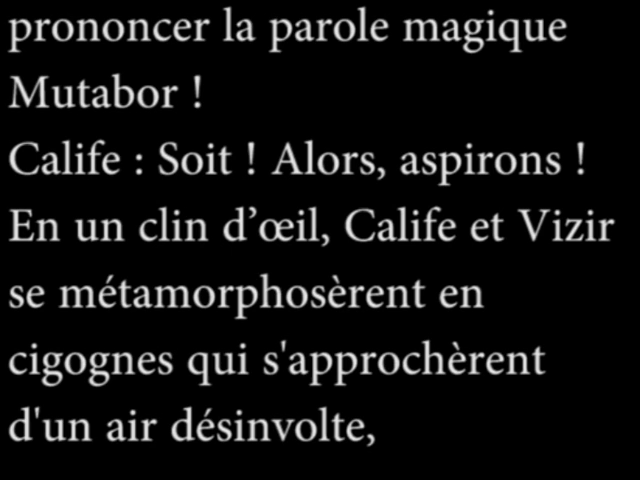 prononcer la parole magique
Mutabor !
Calife : Soit ! Alors, aspirons !
En un clin d’œil, Calife et Vizir
se métamorphosèrent en
cigognes qui s'approchèrent
d'un air désinvolte,